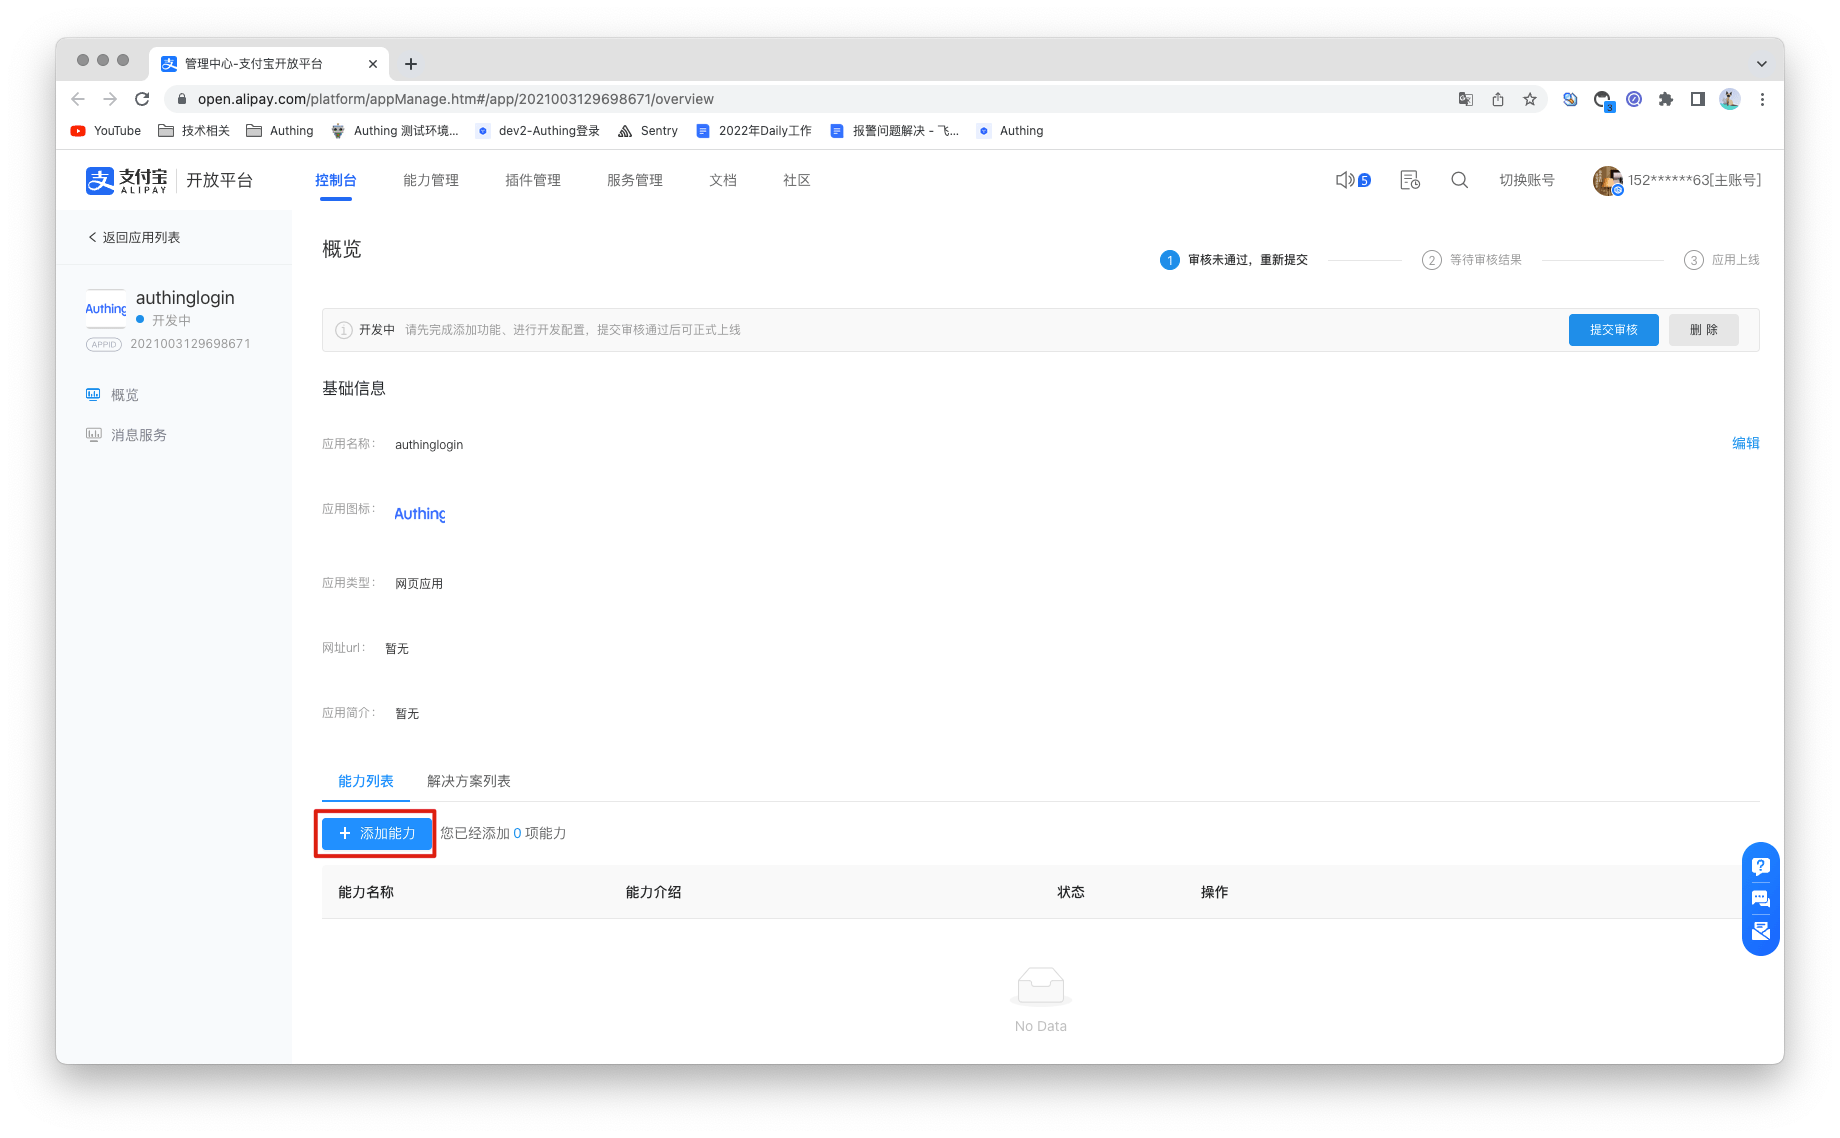 管理中心-支付宝开放平台
open.alipay.com/platform/appManage.htm#/app/2021003129698671/overview
3
YouTube 技术相关 Authing Authing 测试环境... dev2-Authing登录 Sentry 2022年Daily工作 报警问题解决 - 飞... Authing
支 支付宝 ALIPAY 开放平台 控制台 能力管理 插件管理 服务管理 文档 社区 5 切换账号 152******63[主账号]
返回应用列表
Authing authinglogin
开发中
APPID 2021003129698671
概览
消息服务
概览
1 审核未通过，重新提交 2 等待审核结果 3 应用上线
开发中 请先完成添加功能、进行开发配置，提交审核通过后可正式上线 提交审核 删 除
基础信息
应用名称： authinglogin 编辑
应用图标： Authing
应用类型： 网页应用
网址url： 暂无
应用简介： 暂无
能力列表 解决方案列表
+ 添加能力 您已经添加 0 项能力
能力名称 能力介绍 状态 操作
No Data